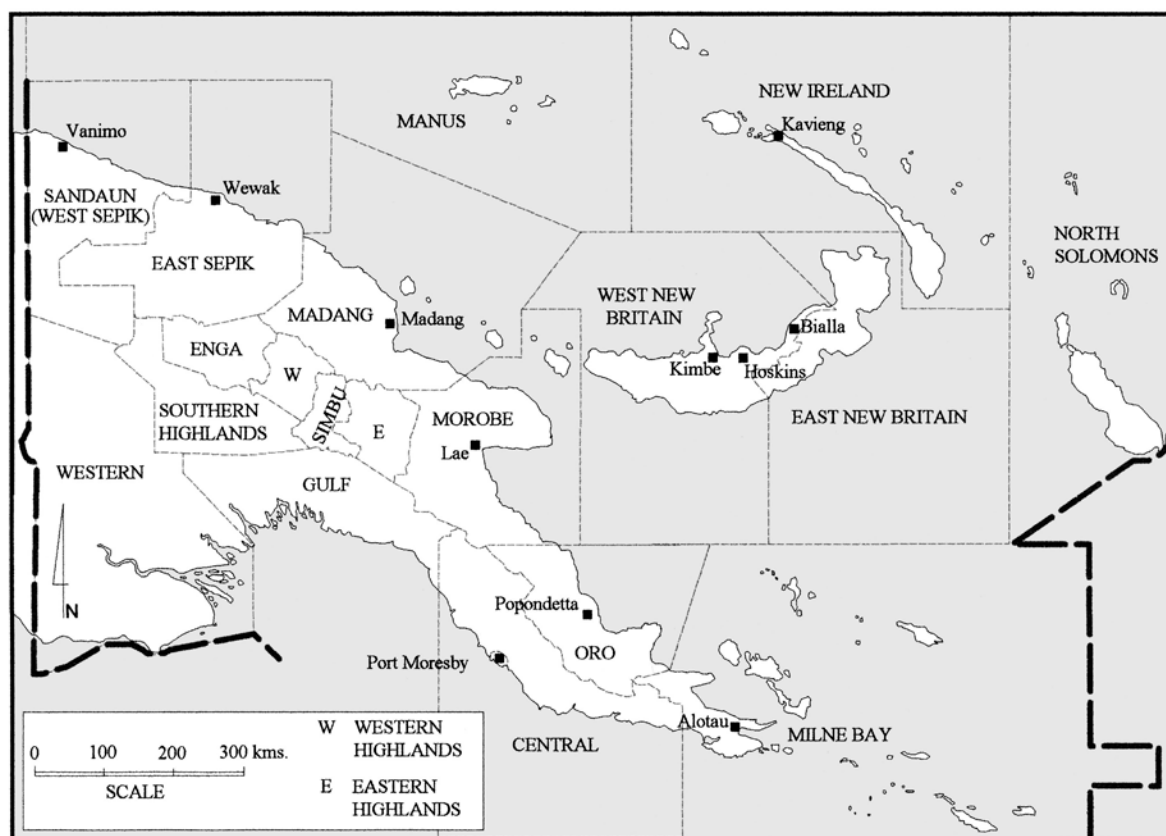 NEW IRELAND
Kavieng
MANUS
Vanimo
Wewak
SANDAUN
(WEST SEPIK)
NORTH
SOLOMONS
EAST SEPIK
WEST NEW
BRITAIN
MADANG
Madang
Bialla
ENGA
Kimbe
Hoskins
W
SOUTHERN
HIGHLANDS
SIMBU
E
MOROBE
EAST NEW BRITAIN
Lae
WESTERN
GULF
N
Popondetta
ORO
Port Moresby
Alotau
MILNE BAY
CENTRAL
W WESTERN
HIGHLANDS
0 100 200 300 kms.
SCALE
E EASTERN
HIGHLANDS